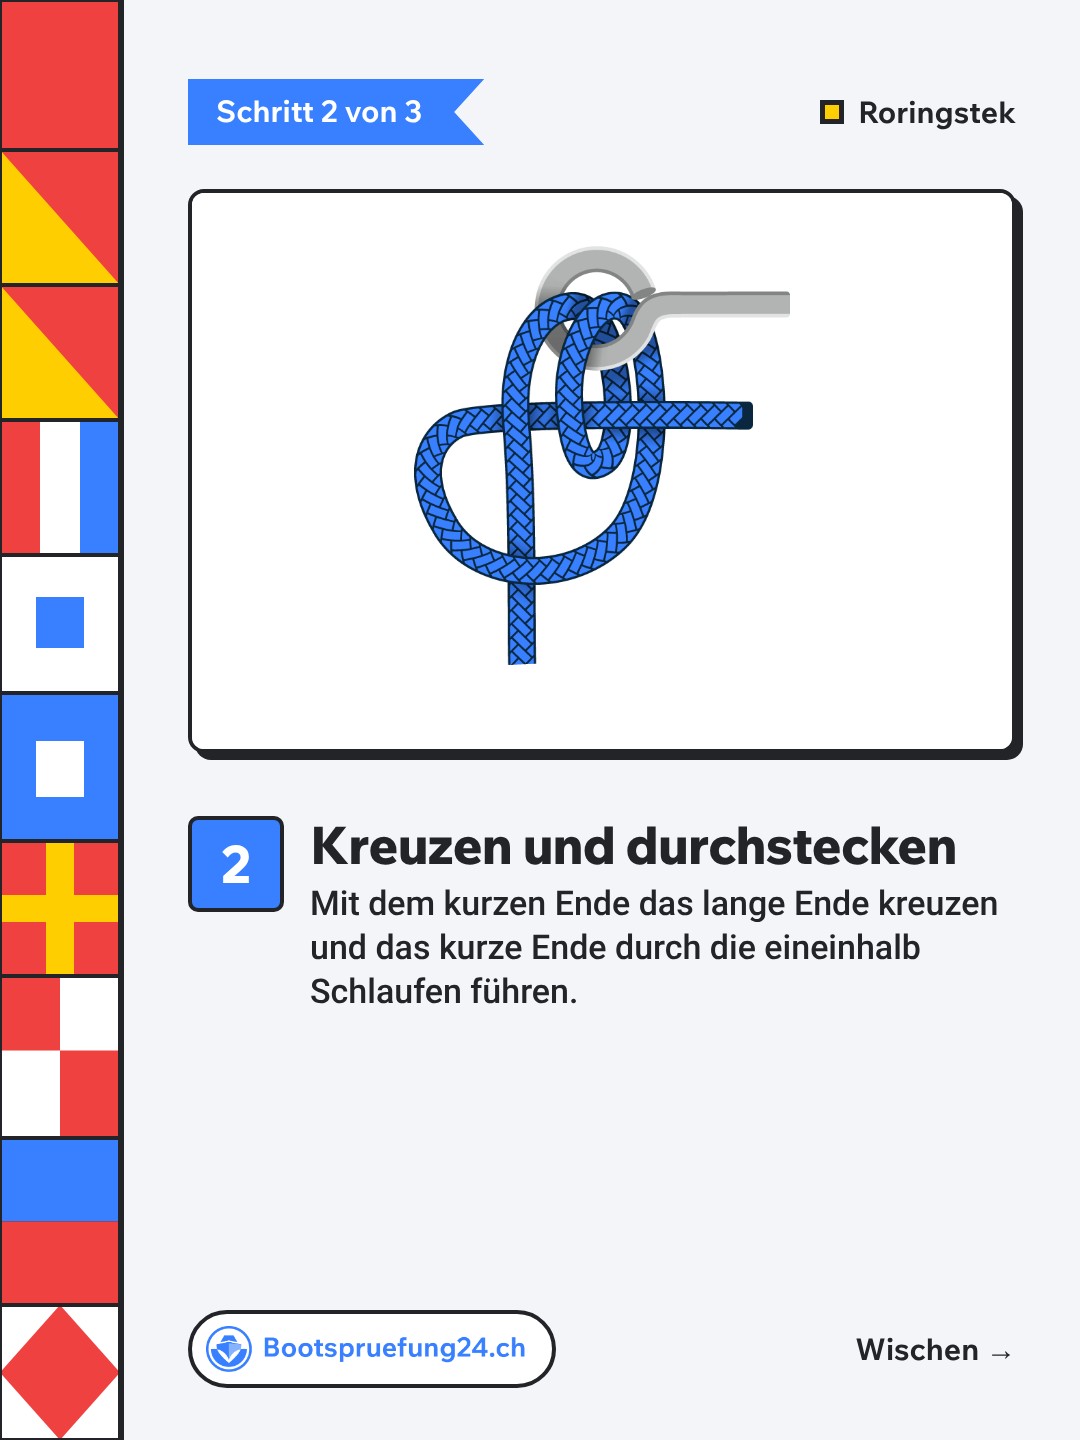 Schritt 2 von 3
Roringstek
2
Kreuzen und durchstecken
Mit dem kurzen Ende das lange Ende kreuzen
und das kurze Ende durch die eineinhalb
Schlaufen führen.
Bootspruefung24.ch
Wischen →